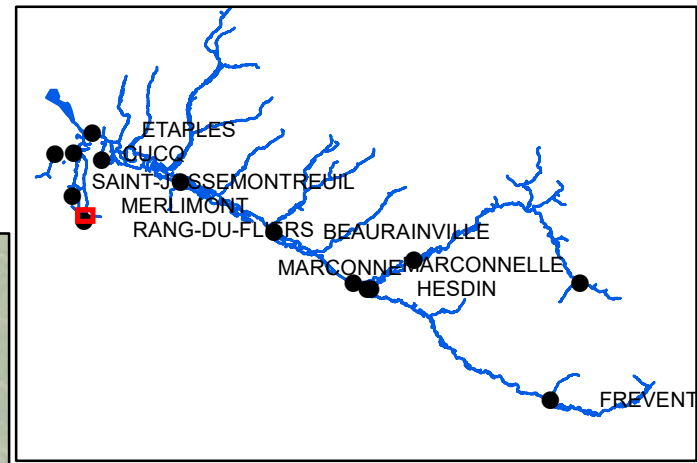 ETAPLES
CUCQ
SAINT-JOSSE
MONTREUIL
MERLIMONT
RANG-DU-FLIERS
BEAURAINVILLE
MARCONNE
MARCONNELLE
HESDIN
FREVENT